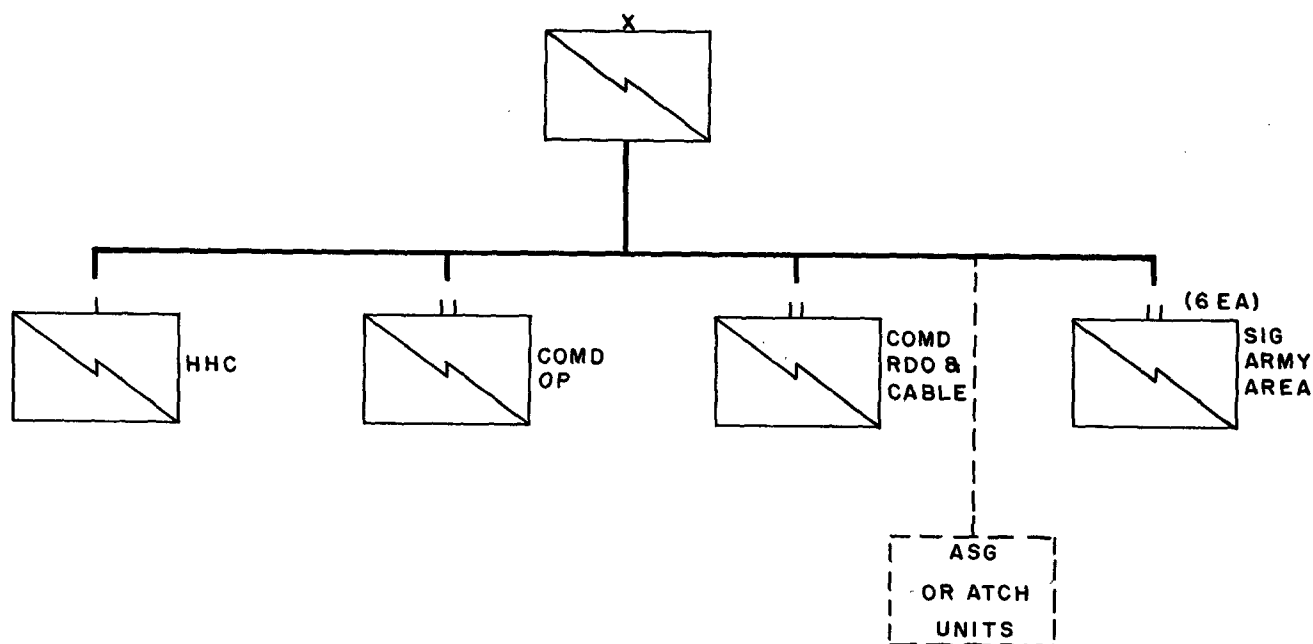 X
HHC
COMD
OP
COMD
RDO &
CABLE
(6 EA)
SIG
ARMY
AREA
ASG
OR ATCH
UNITS